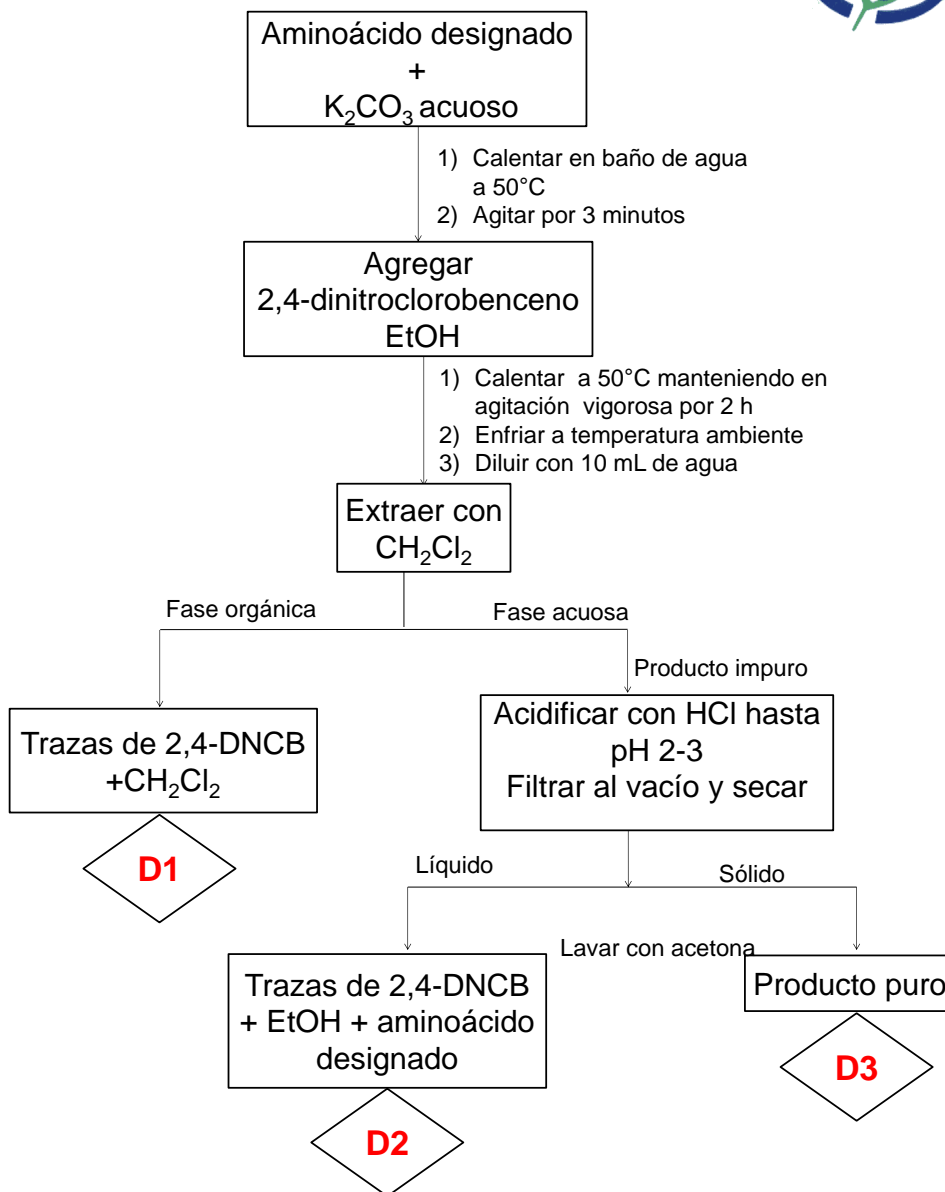 Aminoácido designado
+
K₂CO₃ acuoso
1) Calentar en baño de agua
a 50°C
2) Agitar por 3 minutos
Agregar
2,4-dinitroclorobenceno
EtOH
1) Calentar a 50°C manteniendo en
agitación vigorosa por 2 h
2) Enfriar a temperatura ambiente
3) Diluir con 10 mL de agua
Extraer con
CH₂Cl₂
Fase orgánica
Fase acuosa
Producto impuro
Trazas de 2,4-DNCB
+CH₂Cl₂
Acidificar con HCl hasta
pH 2-3
Filtrar al vacío y secar
D1
Líquido
Sólido
Lavar con acetona
Trazas de 2,4-DNCB
+ EtOH + aminoácido
designado
Producto puro
D3
D2